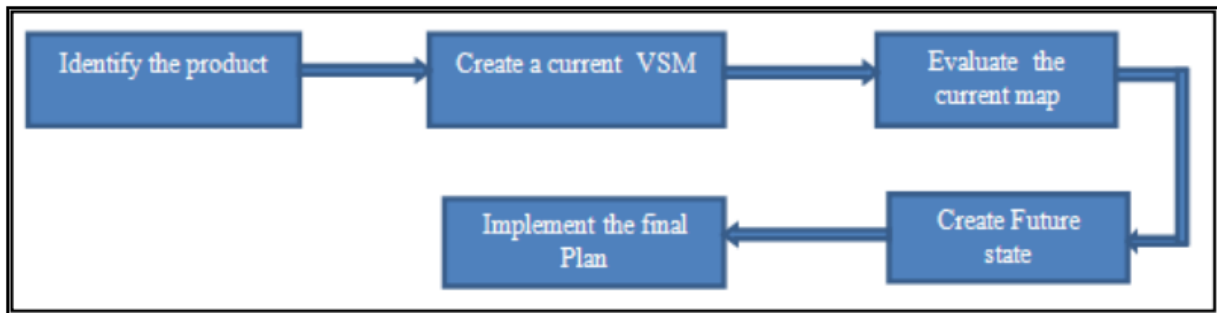 Identify the product
Create a current VSM
Evaluate the
current map
Create Future
state
Implement the final
Plan